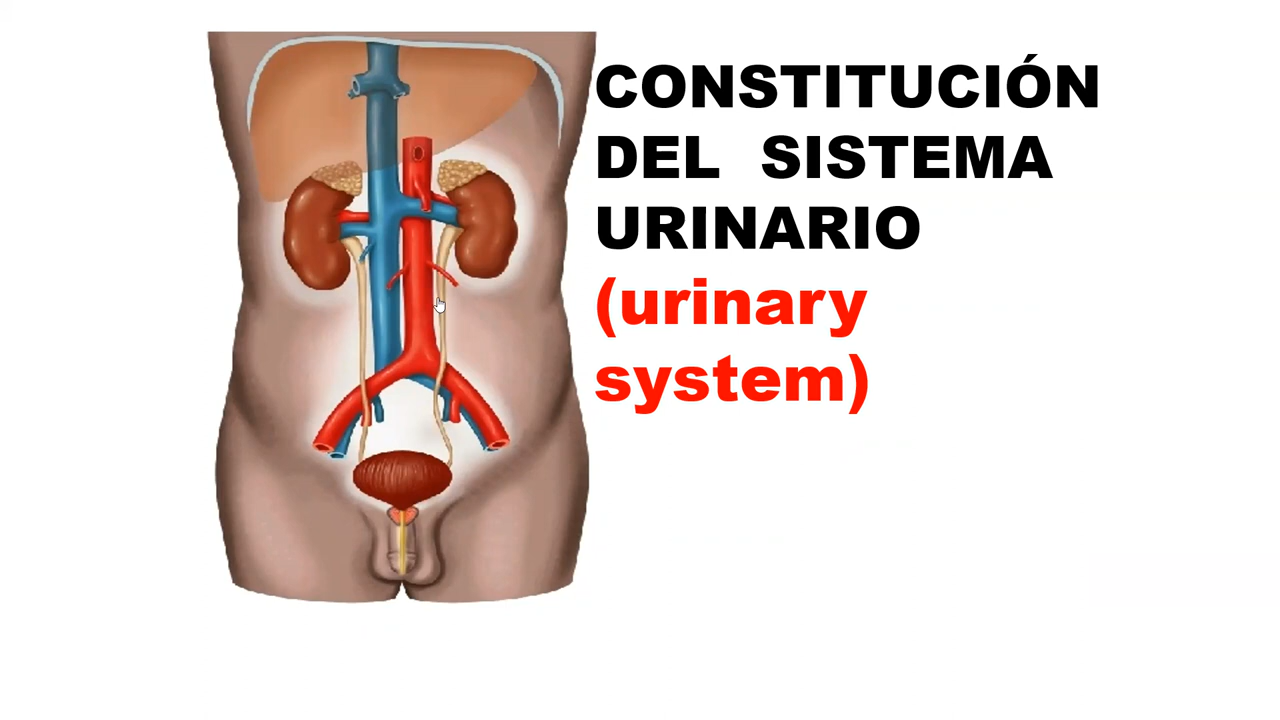 CONSTITUCIÓN
DEL SISTEMA
URINARIO
(urinary
system)